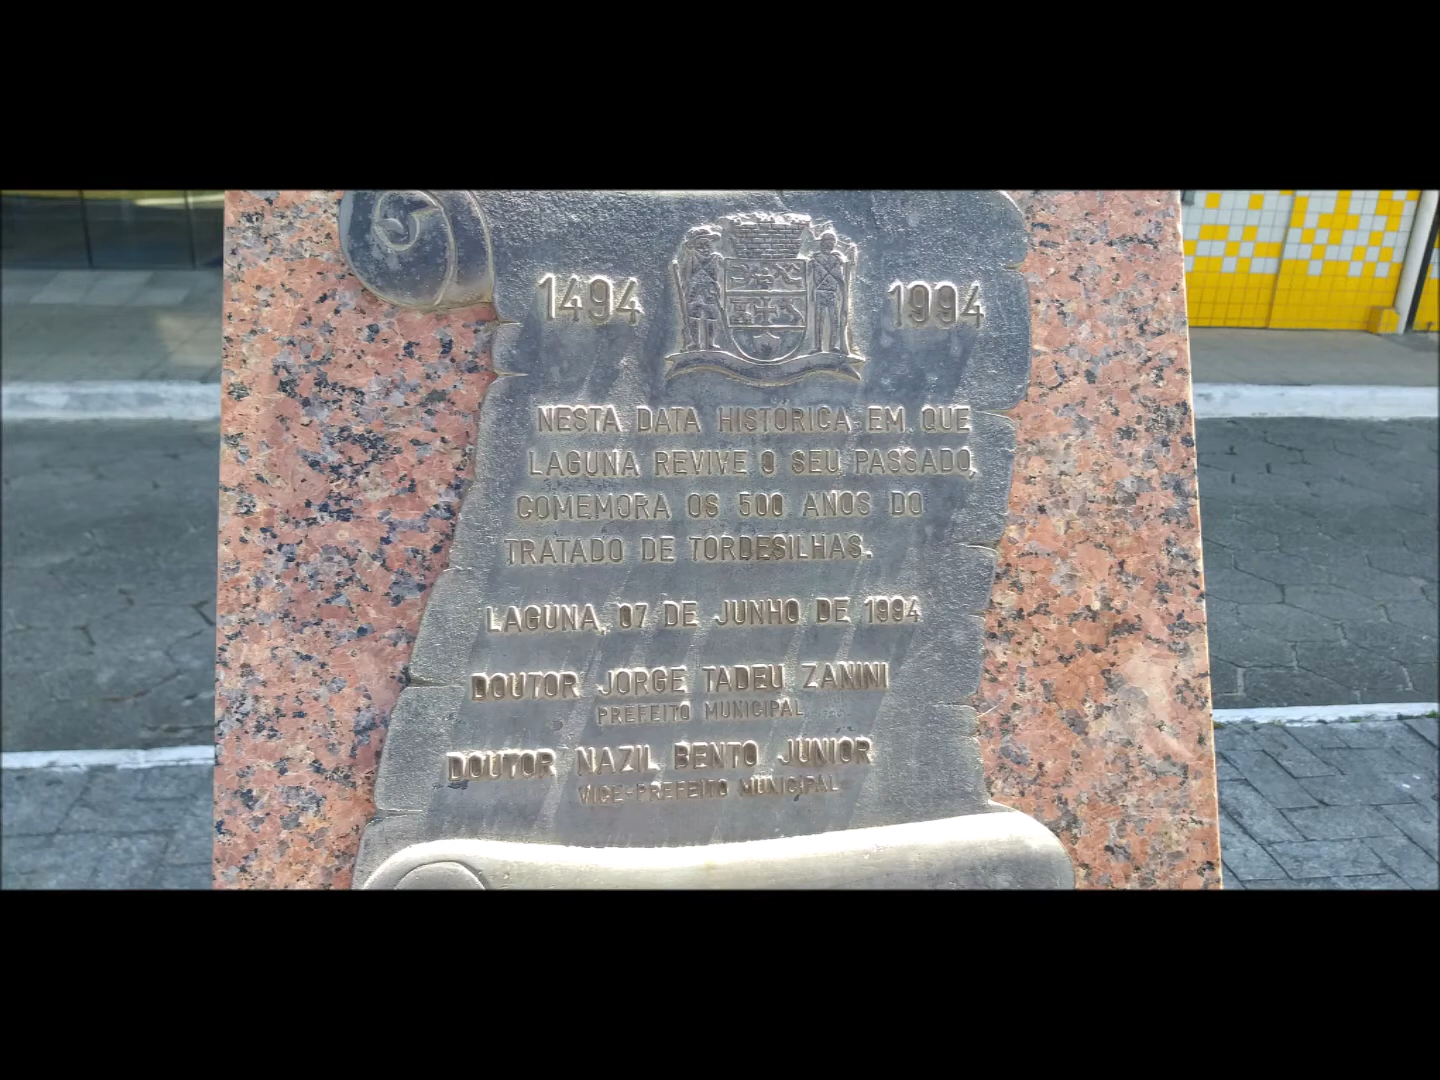 1494 1994
NESTA DATA HISTÓRICA EM QUE
LAGUNA REVIVE O SEU PASSADO,
COMEMORA OS 500 ANOS DO
TRATADO DE TORDESILHAS.
LAGUNA, 07 DE JUNHO DE 1994
DOUTOR JORGE TADEU ZANINI
PREFEITO MUNICIPAL
DOUTOR NAZIL BENTO JÚNIOR
VICE-PREFEITO MUNICIPAL